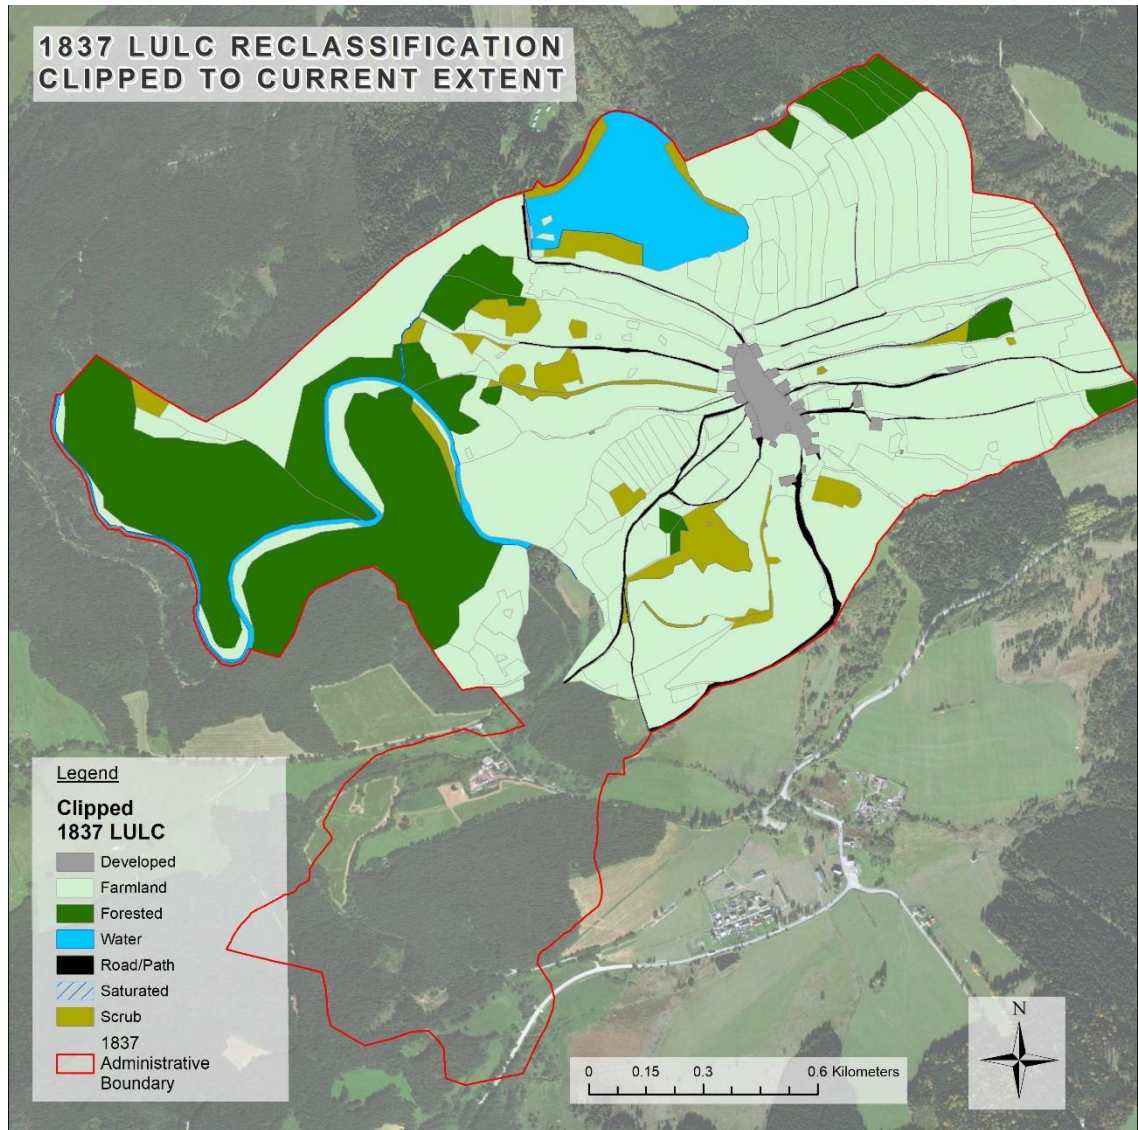 1837 LULC RECLASSIFICATION
CLIPPED TO CURRENT EXTENT
Legend
Clipped
1837 LULC
Developed
Farmland
Forested
Water
Road/Path
Saturated
Scrub
1837
Administrative
Boundary
0 0.15 0.3 0.6 Kilometers
N